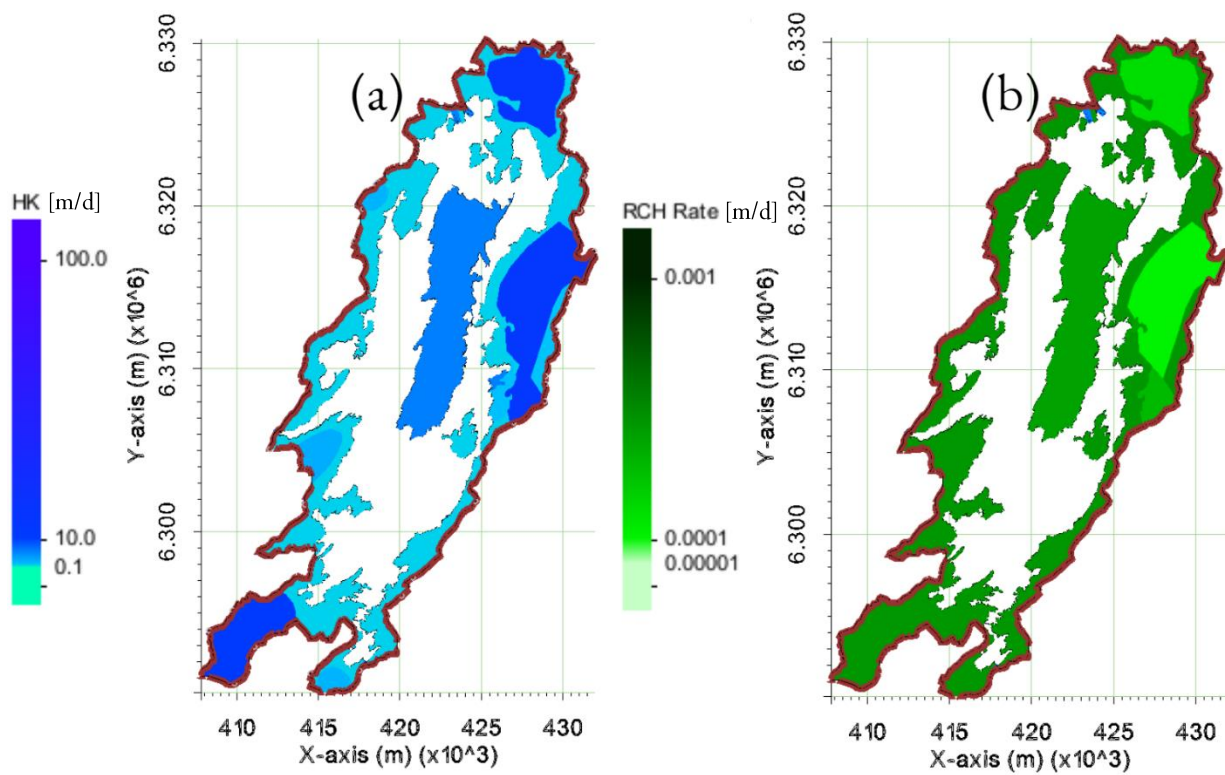 (a)
HK [m/d]
100.0
10.0
0.1
Y-axis (m) (x10^6)
6.330
6.320
6.310
6.300
410 415 420 425 430
X-axis (m) (x10^3)
(b)
RCH Rate [m/d]
0.001
0.0001
0.00001
Y-axis (m) (x10^6)
6.330
6.320
6.310
6.300
410 415 420 425 430
X-axis (m) (x10^3)